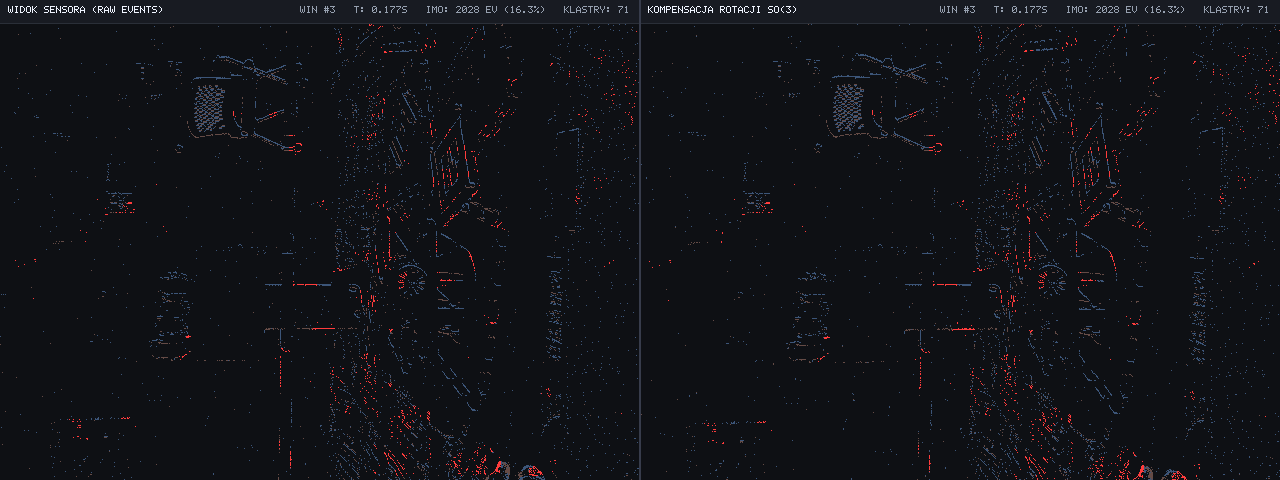 WIDOK SENSORA (RAW EVENTS) WIN #3 T: 0.177S IMO: 2028 EV (16.3%) KLASTRY: 71
KOMPENSACJA ROTACJI SO(3) WIN #3 T: 0.177S IMO: 2028 EV (16.3%) KLASTRY: 71